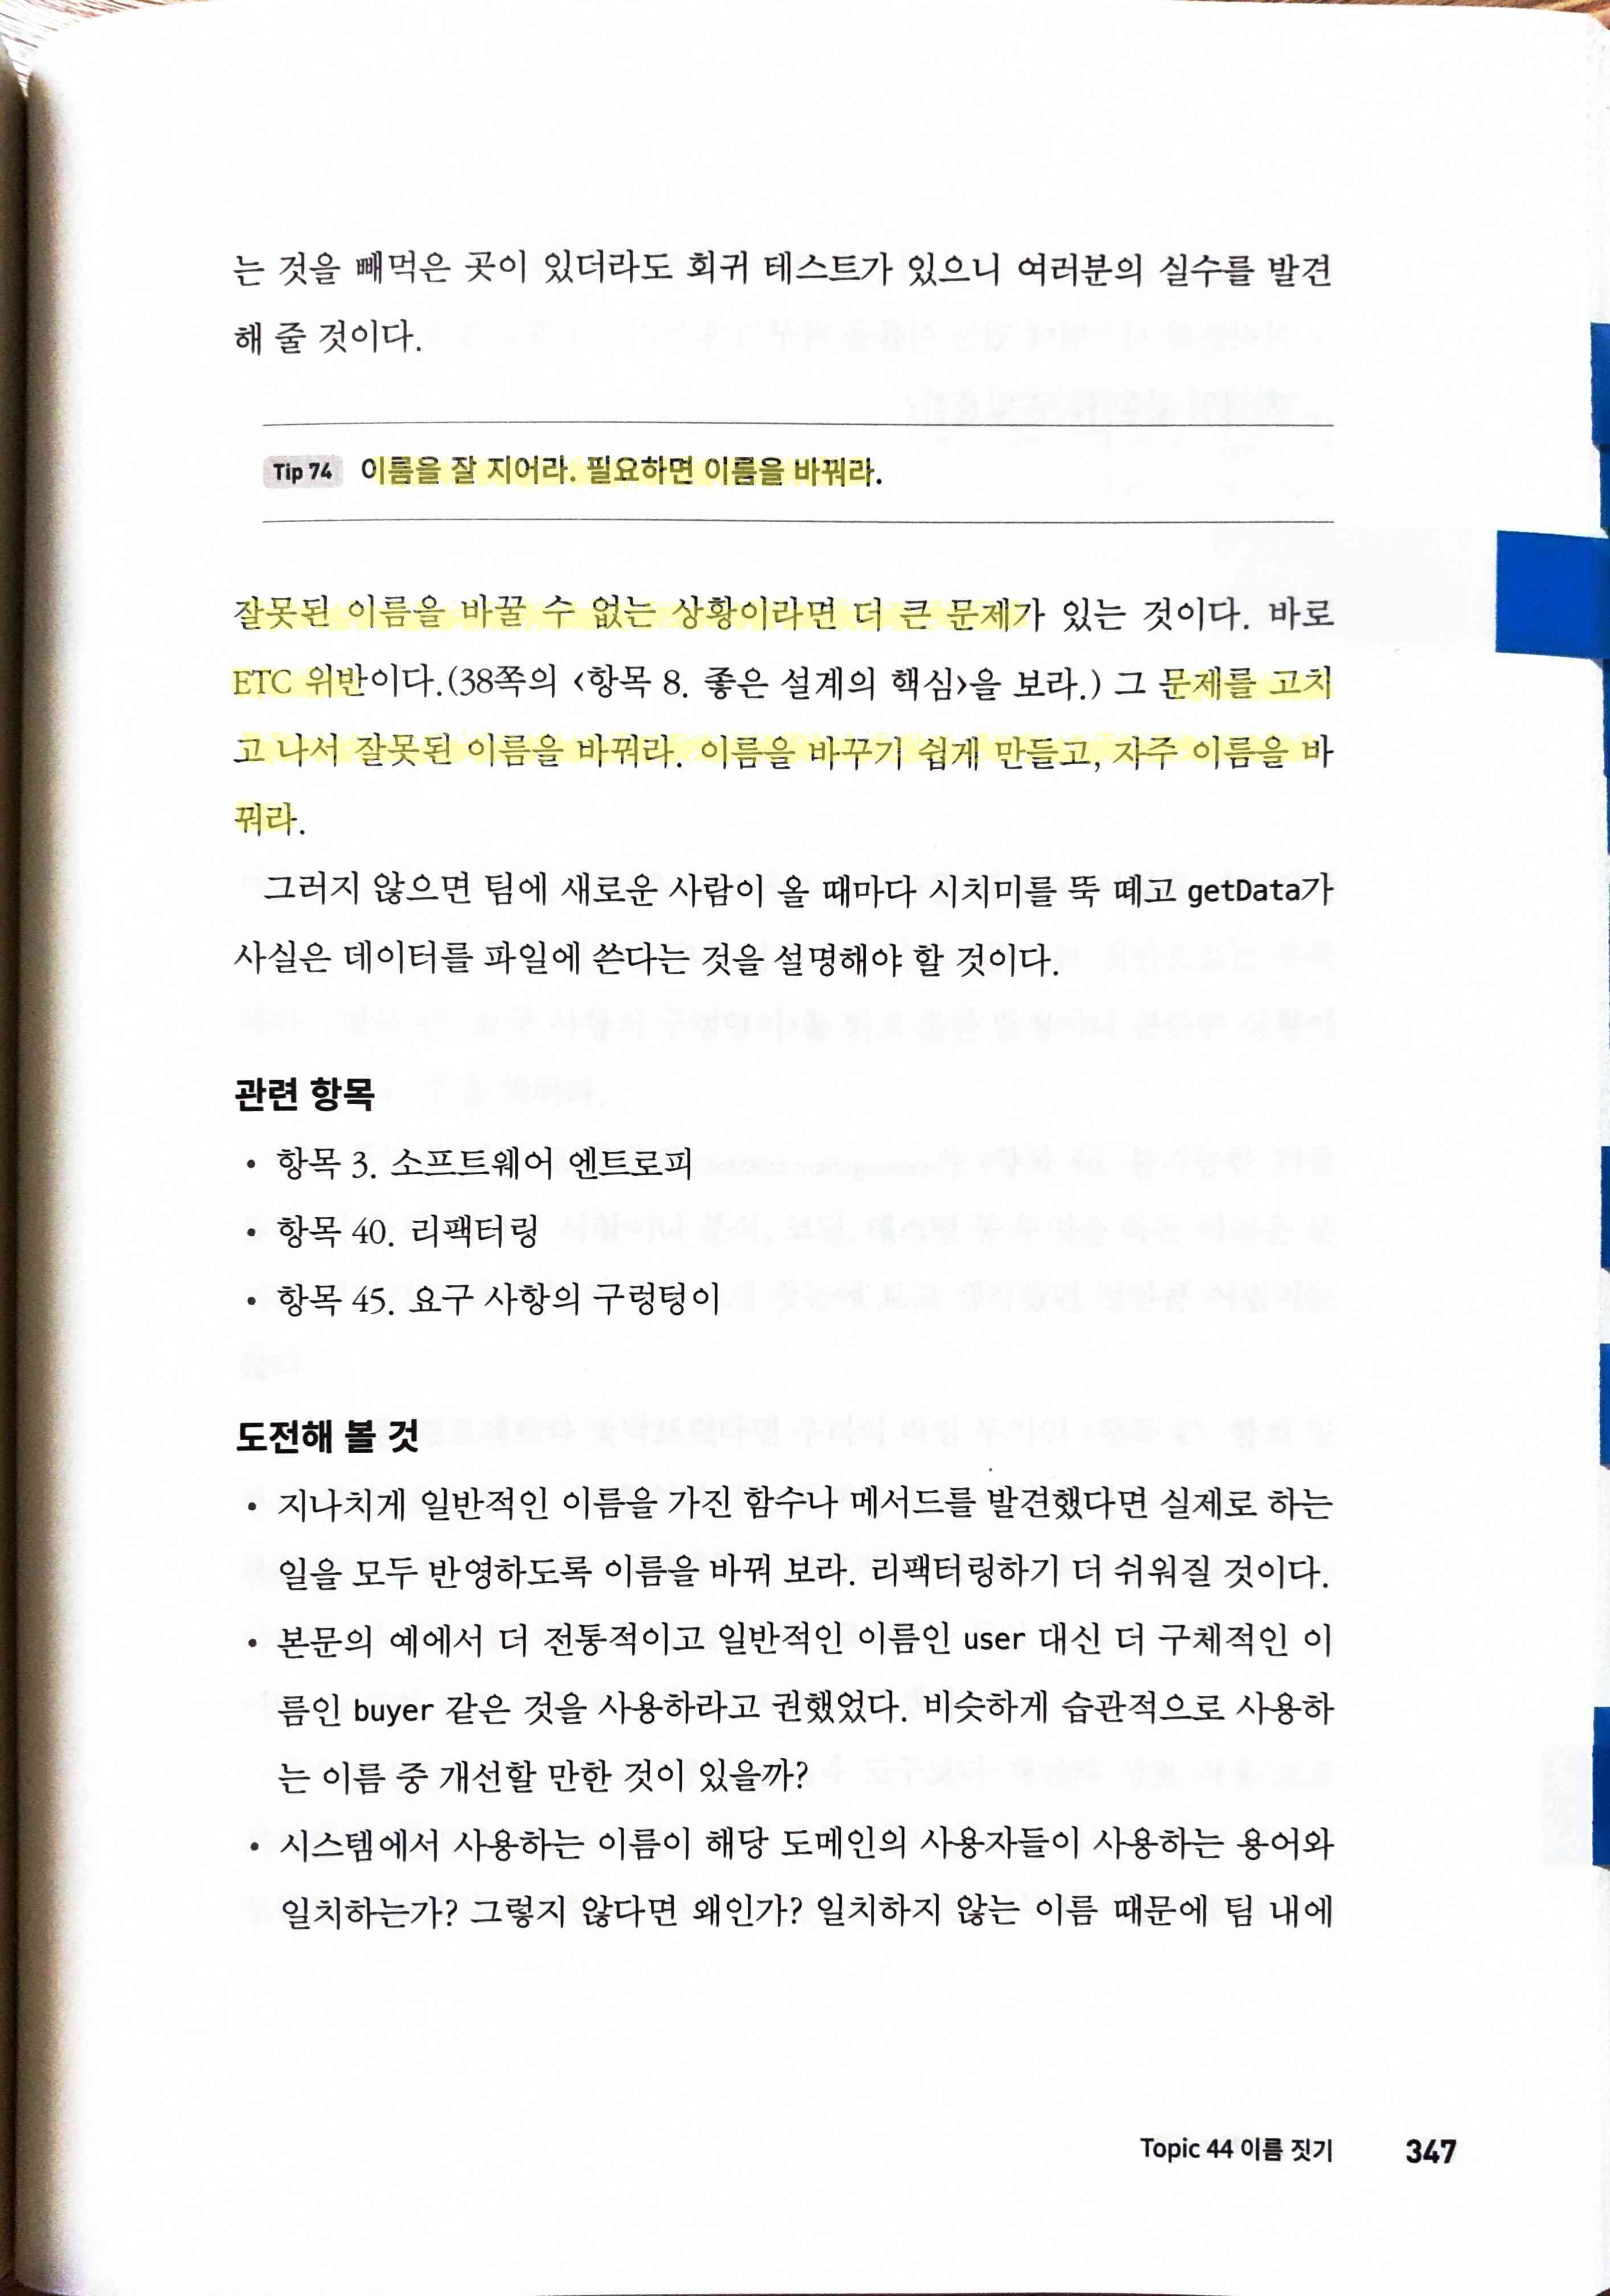 는 것을 빼먹은 곳이 있더라도 회귀 테스트가 있으니 여러분의 실수를 발견
해 줄 것이다.
Tip 74 이름을 잘 지어라. 필요하면 이름을 바꿔라.
잘못된 이름을 바꿀 수 없는 상황이라면 더 큰 문제가 있는 것이다. 바로
ETC 위반이다.(38쪽의 <항목 8. 좋은 설계의 핵심>을 보라.) 그 문제를 고치
고 나서 잘못된 이름을 바꿔라. 이름을 바꾸기 쉽게 만들고, 자주 이름을 바
꿔라.
그러지 않으면 팀에 새로운 사람이 올 때마다 시치미를 뚝 떼고 getData가
사실은 데이터를 파일에 쓴다는 것을 설명해야 할 것이다.
관련 항목
• 항목 3. 소프트웨어 엔트로피
• 항목 40. 리팩터링
• 항목 45. 요구 사항의 구렁텅이
도전해 볼 것
• 지나치게 일반적인 이름을 가진 함수나 메서드를 발견했다면 실제로 하는
일을 모두 반영하도록 이름을 바꿔 보라. 리팩터링하기 더 쉬워질 것이다.
• 본문의 예에서 더 전통적이고 일반적인 이름인 user 대신 더 구체적인 이
름인 buyer 같은 것을 사용하라고 권했었다. 비슷하게 습관적으로 사용하
는 이름 중 개선할 만한 것이 있을까?
• 시스템에서 사용하는 이름이 해당 도메인의 사용자들이 사용하는 용어와
일치하는가? 그렇지 않다면 왜인가? 일치하지 않는 이름 때문에 팀 내에
Topic 44 이름 짓기 347